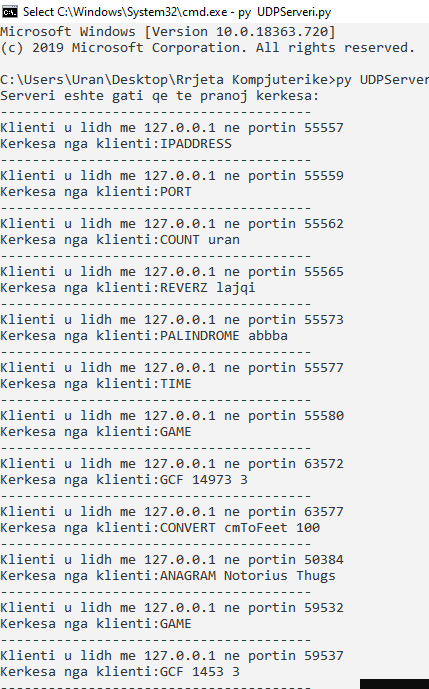 Select C:\Windows\System32\cmd.exe - py UDPServeri.py
Microsoft Windows [Version 10.0.18363.720]
(c) 2019 Microsoft Corporation. All rights reserved.
C:\Users\Uran\Desktop\Rrjeta Kompjuterike>py UDPServer
Serveri eshte gati qe te pranoj kerkesa:
---------------------------------------
Klienti u lidh me 127.0.0.1 ne portin 55557
Kerkesa nga klienti:IPADDRESS
---------------------------------------
Klienti u lidh me 127.0.0.1 ne portin 55559
Kerkesa nga klienti:PORT
---------------------------------------
Klienti u lidh me 127.0.0.1 ne portin 55562
Kerkesa nga klienti:COUNT uran
---------------------------------------
Klienti u lidh me 127.0.0.1 ne portin 55565
Kerkesa nga klienti:REVERZ lajqi
---------------------------------------
Klienti u lidh me 127.0.0.1 ne portin 55573
Kerkesa nga klienti:PALINDROME abbba
---------------------------------------
Klienti u lidh me 127.0.0.1 ne portin 55577
Kerkesa nga klienti:TIME
---------------------------------------
Klienti u lidh me 127.0.0.1 ne portin 55580
Kerkesa nga klienti:GAME
---------------------------------------
Klienti u lidh me 127.0.0.1 ne portin 63572
Kerkesa nga klienti:GCF 14973 3
---------------------------------------
Klienti u lidh me 127.0.0.1 ne portin 63577
Kerkesa nga klienti:CONVERT cmToFeet 100
---------------------------------------
Klienti u lidh me 127.0.0.1 ne portin 50384
Kerkesa nga klienti:ANAGRAM Notorius Thugs
---------------------------------------
Klienti u lidh me 127.0.0.1 ne portin 59532
Kerkesa nga klienti:GAME
---------------------------------------
Klienti u lidh me 127.0.0.1 ne portin 59537
Kerkesa nga klienti:GCF 1453 3
---------------------------------------